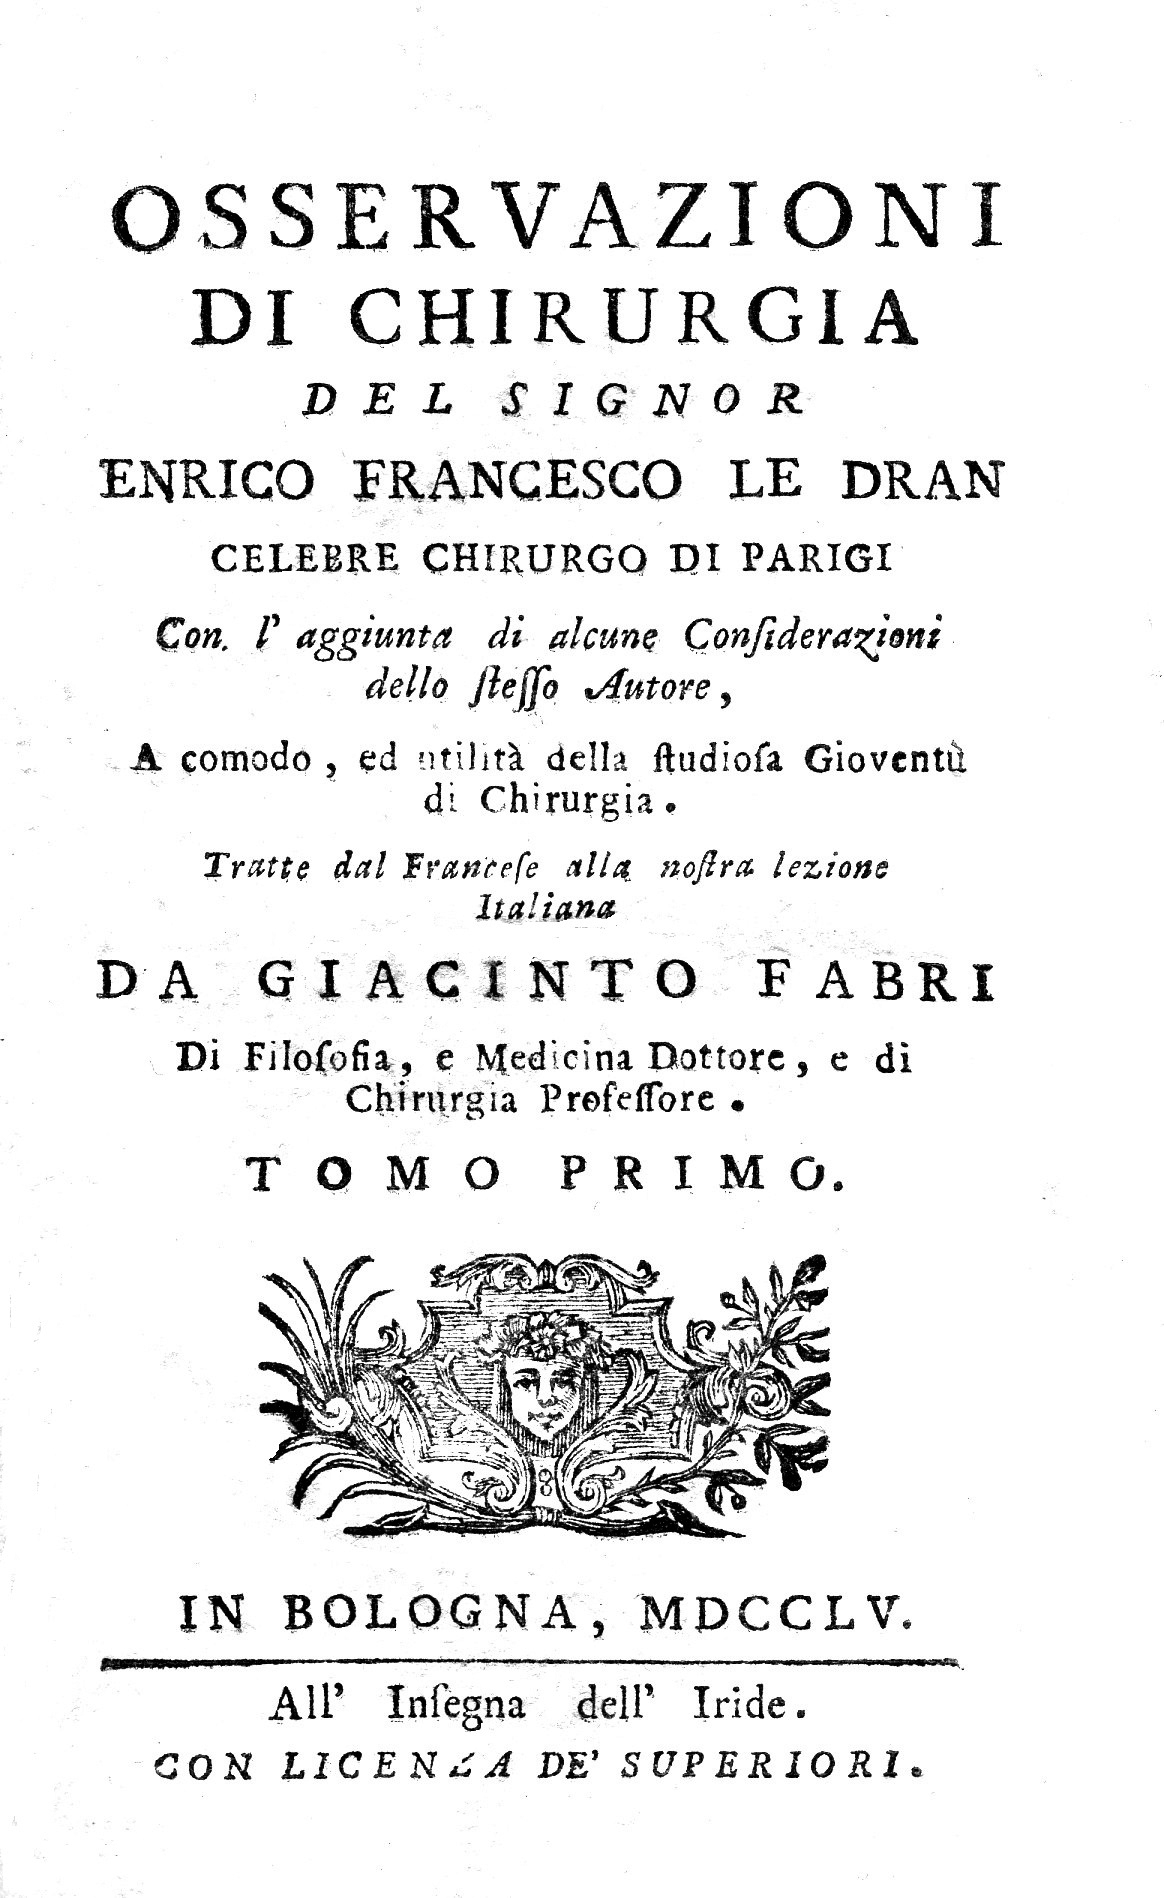 OSSERVAZIONI
DI CHIRURGIA
DEL SIGNOR
ENRICO FRANCESCO LE DRAN
CELEBRE CHIRURGO DI PARIGI
Con. l' aggiunta di alcune Conſiderazioni
dello ſteſſo Autore,
A comodo, ed utilità della ſtudioſa Gioventù
di Chirurgia.
Tratte dal Franceſe alla noſtra lezione
Italiana
DA GIACINTO FABRI
Di Filoſofia, e Medicina Dottore, e di
Chirurgia Profeſſore.
TOMO PRIMO.
IN BOLOGNA, MDCCLV.
All' Inſegna dell' Iride.
CON LICENZA DE' SUPERIORI.